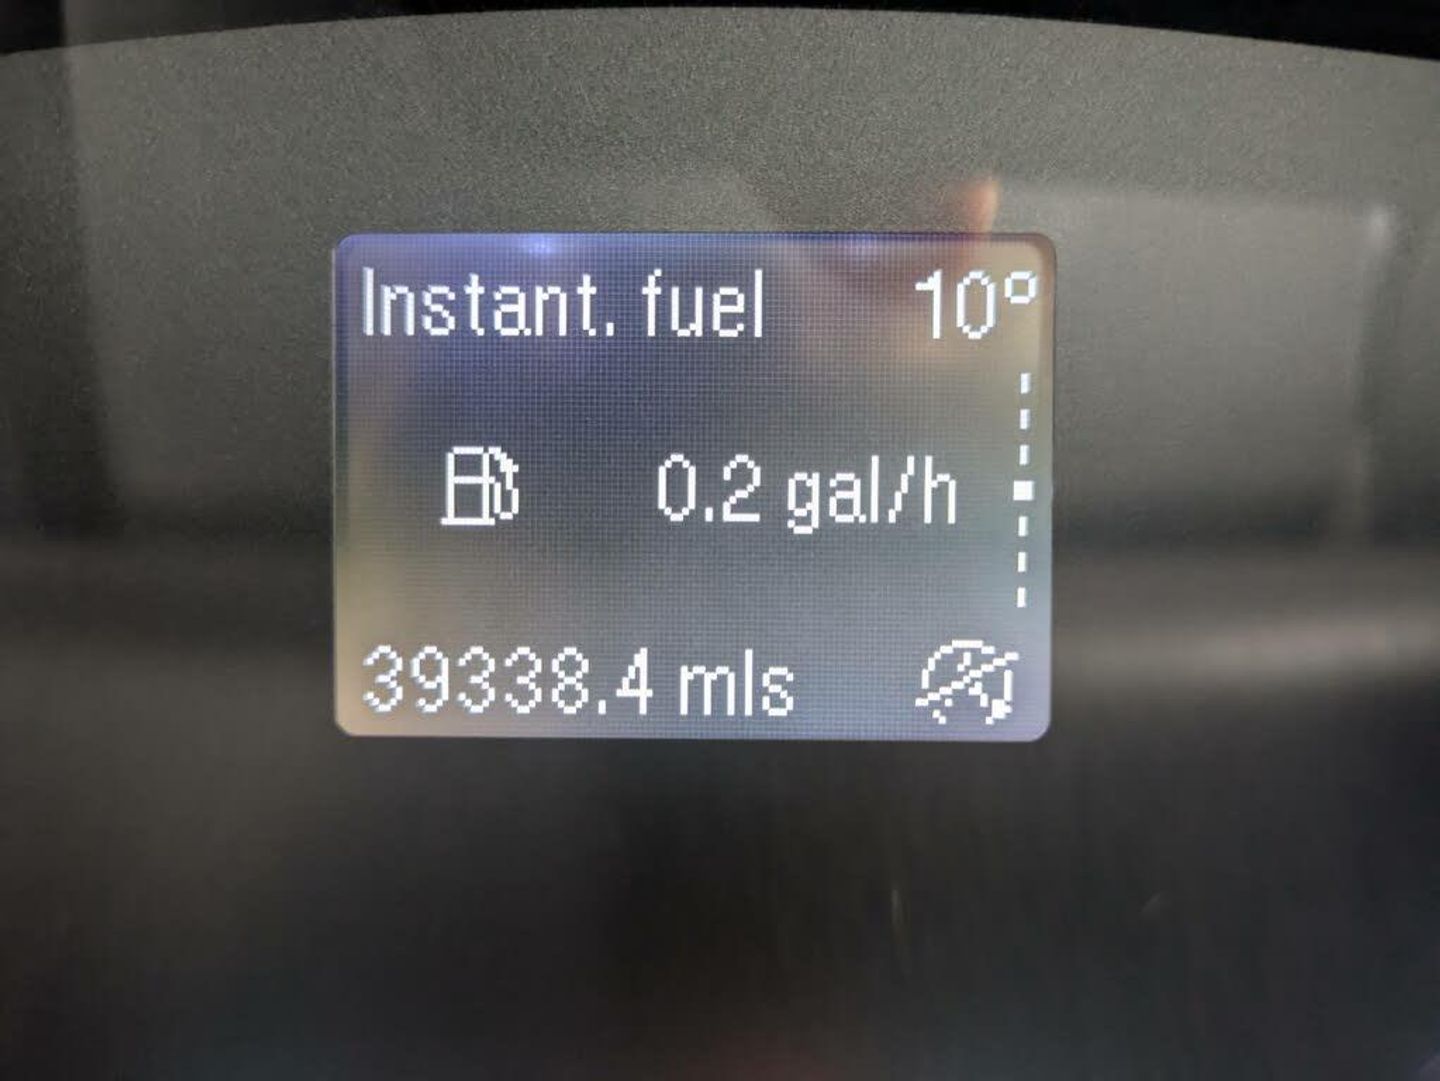 Instant. fuel 10°
0.2 gal/h
39338.4 mls